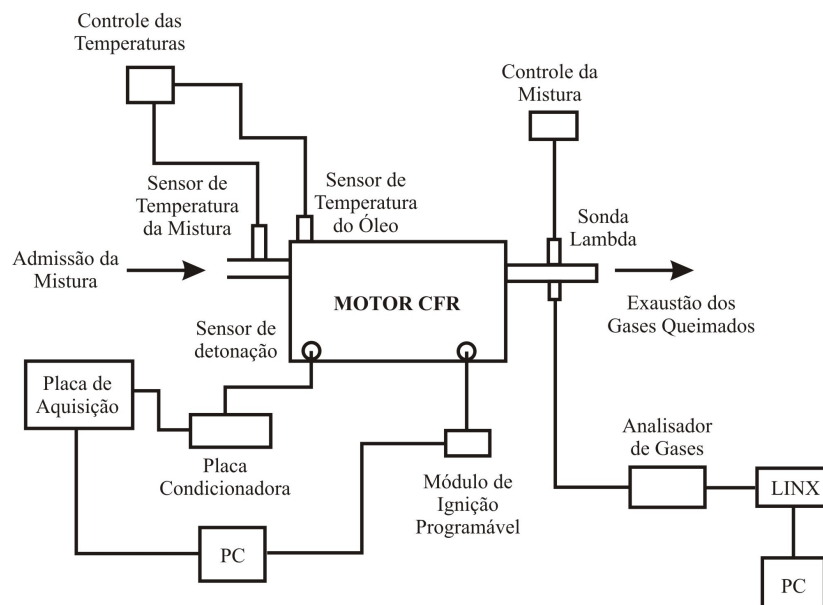 Controle das
Temperaturas
Controle da
Mistura
Sensor de
Temperatura
da Mistura
Sensor de
Temperatura
do Óleo
Sonda
Lambda
Admissão da
Mistura
MOTOR CFR
Exaustão dos
Gases Queimados
Sensor de
detonação
Placa de
Aquisição
Placa
Condicionadora
Módulo de
Ignição
Programável
Analisador
de Gases
LINX
PC
PC